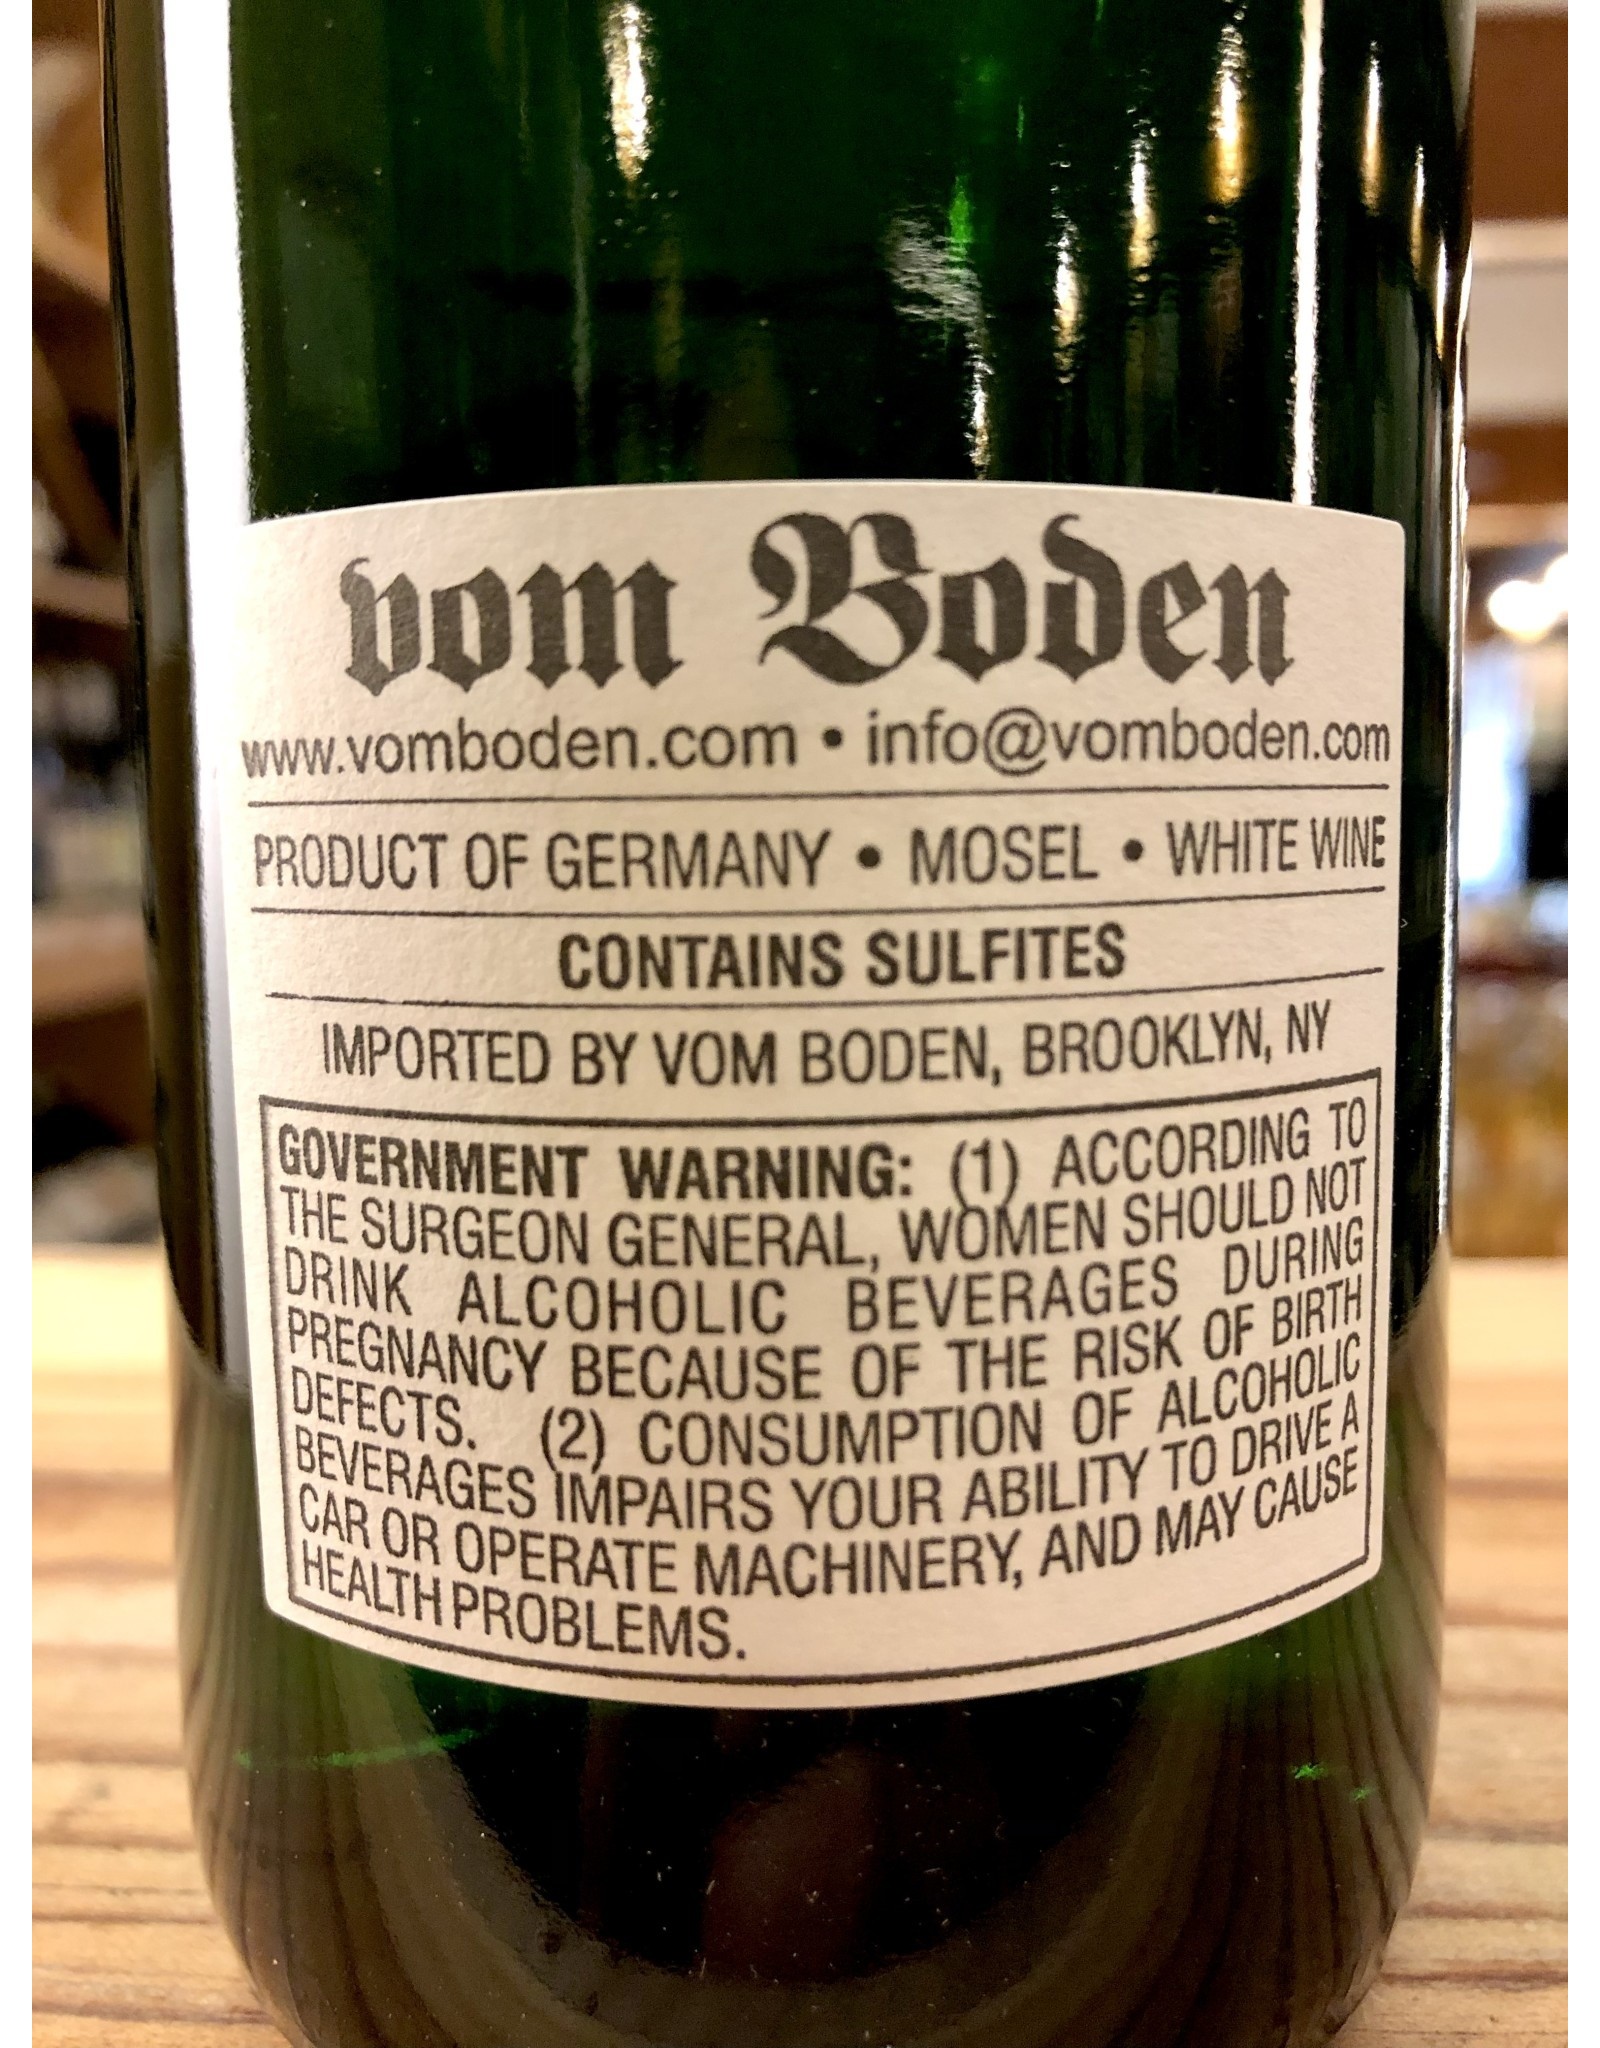 vom Boden
www.vomboden.com • info@vomboden.com
PRODUCT OF GERMANY • MOSEL • WHITE WINE
CONTAINS SULFITES
IMPORTED BY VOM BODEN, BROOKLYN, NY
GOVERNMENT WARNING: (1) ACCORDING TO
THE SURGEON GENERAL, WOMEN SHOULD NOT
DRINK ALCOHOLIC BEVERAGES DURING
PREGNANCY BECAUSE OF THE RISK OF BIRTH
DEFECTS. (2) CONSUMPTION OF ALCOHOLIC
BEVERAGES IMPAIRS YOUR ABILITY TO DRIVE A
CAR OR OPERATE MACHINERY, AND MAY CAUSE
HEALTH PROBLEMS.